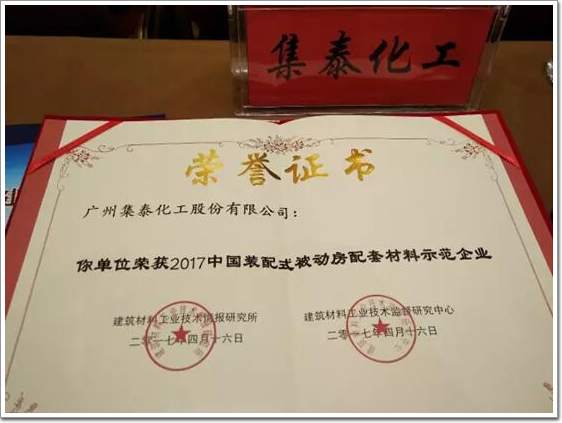 集泰化工
荣誉证书
广州集泰化工股份有限公司：
你单位荣获2017中国装配式被动房配套材料示范企业
建筑材料工业技术情报研究所
二〇一七年四月十六日
建筑材料工业技术监督研究中心
二〇一七年四月十六日